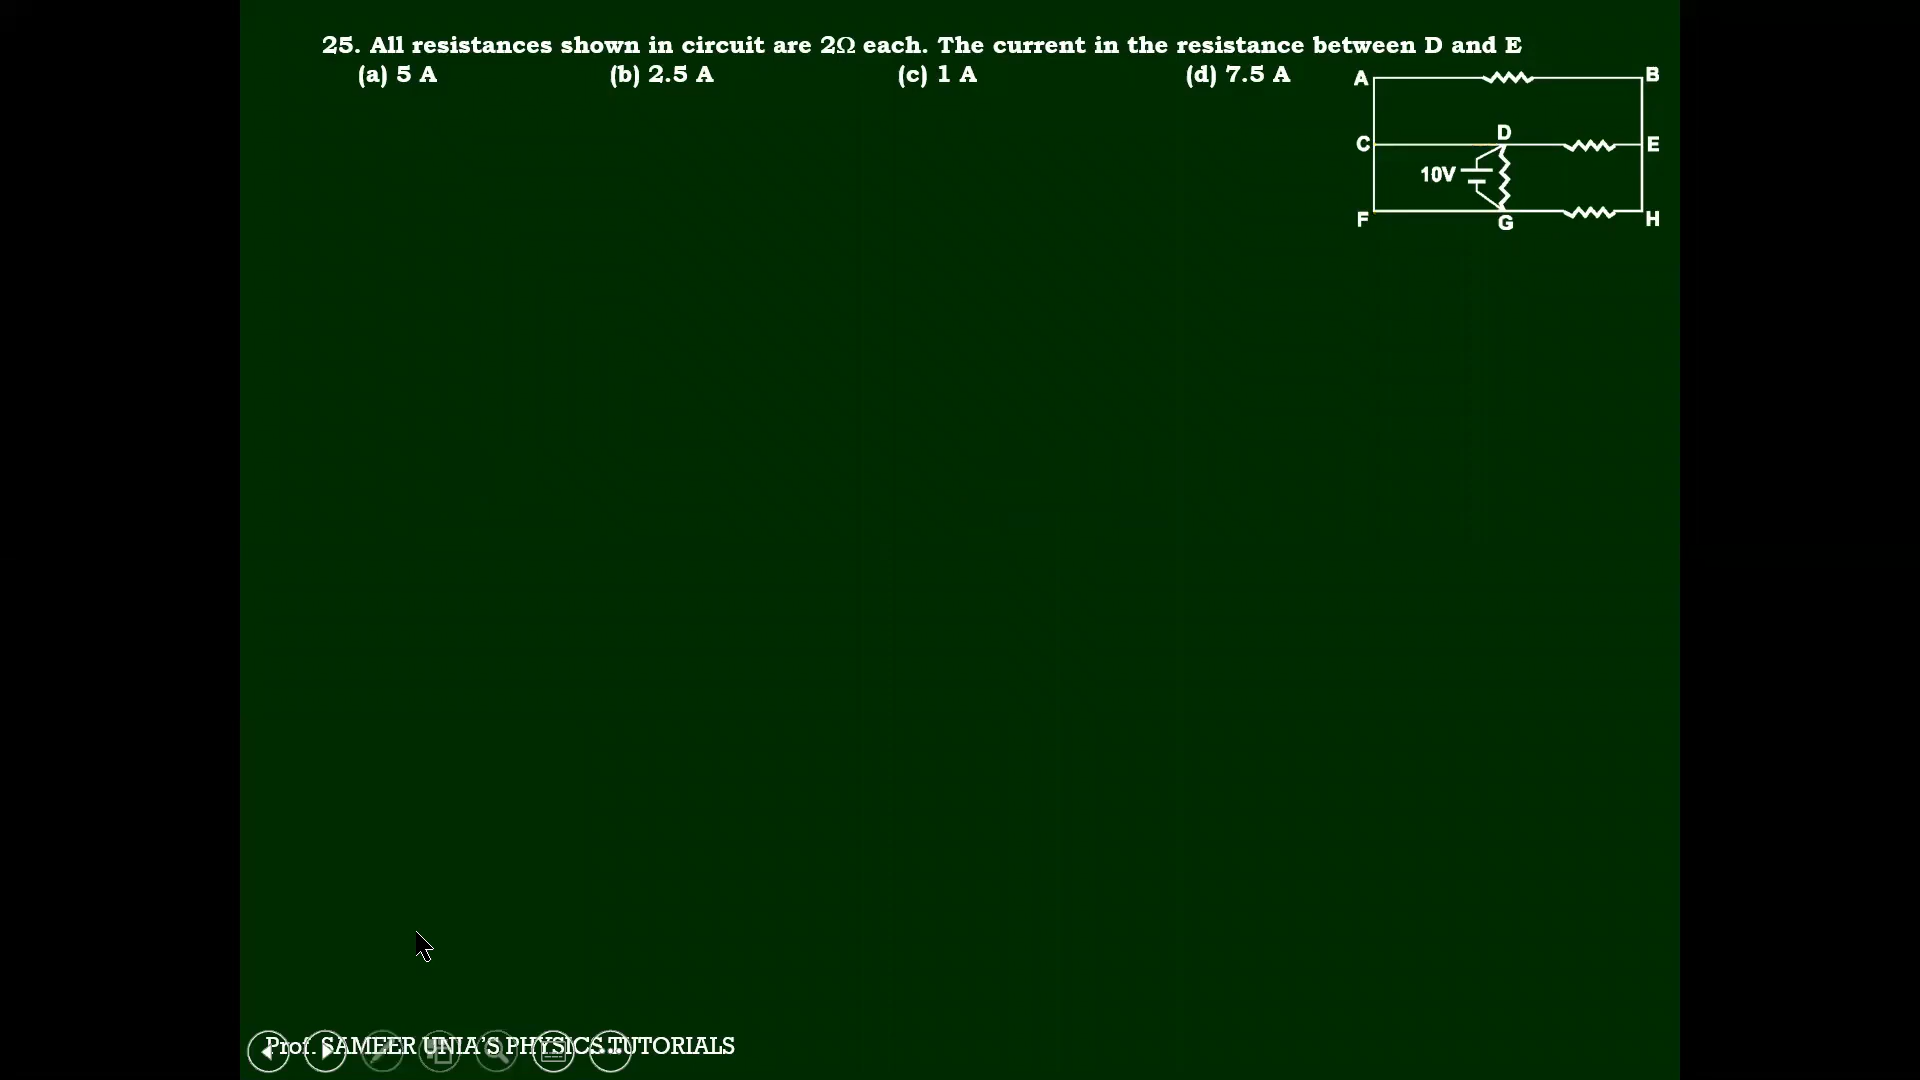 25. All resistances shown in circuit are 2Ω each. The current in the resistance between D and E
(a) 5 A (b) 2.5 A (c) 1 A (d) 7.5 A
A B
D
C E
10V
F G H
Prof. SAMEER UNIA'S PHYSICS TUTORIALS